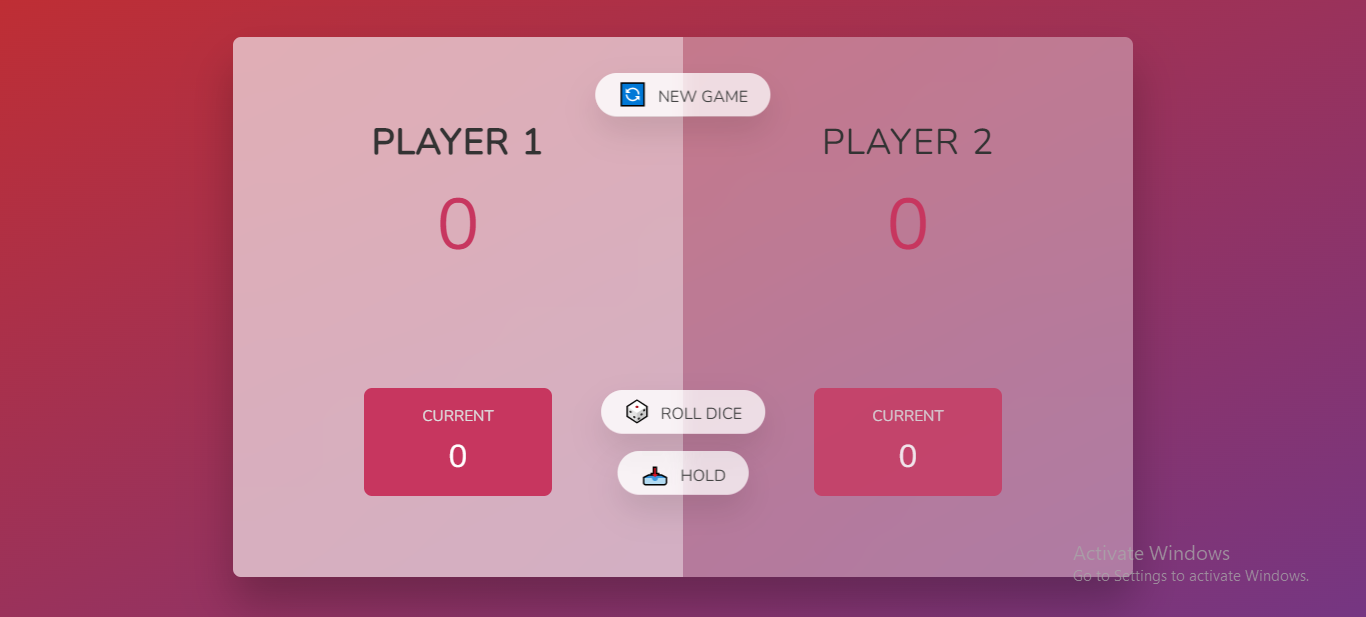 NEW GAME
PLAYER 1
0
CURRENT
0
PLAYER 2
0
CURRENT
0
ROLL DICE
HOLD
Activate Windows
Go to Settings to activate Windows.